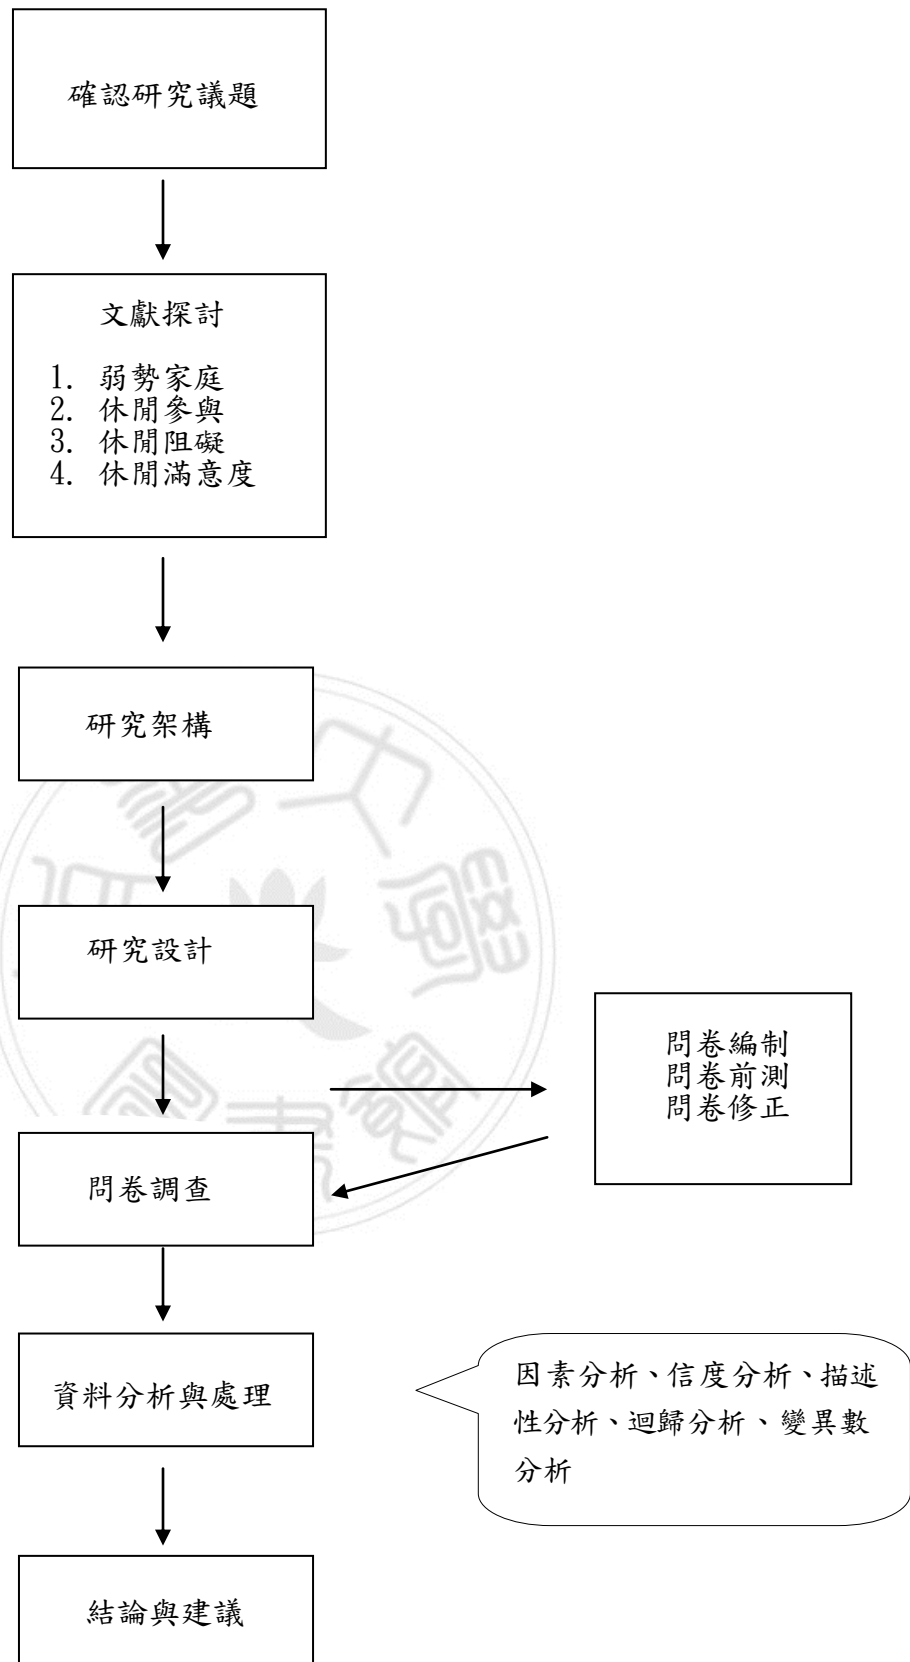 確認研究議題
文獻探討
1. 弱勢家庭
2. 休閒參與
3. 休閒阻礙
4. 休閒滿意度
研究架構
研究設計
問卷編制
問卷前測
問卷修正
問卷調查
資料分析與處理
因素分析、信度分析、描述
性分析、迴歸分析、變異數
分析
結論與建議